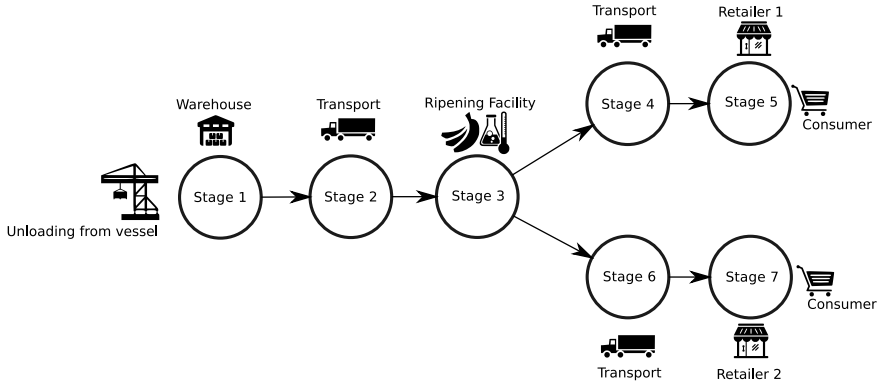 Transport
Retailer 1
Stage 4
Stage 5
Consumer
Warehouse
Transport
Ripening Facility
Stage 1
Stage 2
Stage 3
Unloading from vessel
Stage 6
Stage 7
Consumer
Transport
Retailer 2